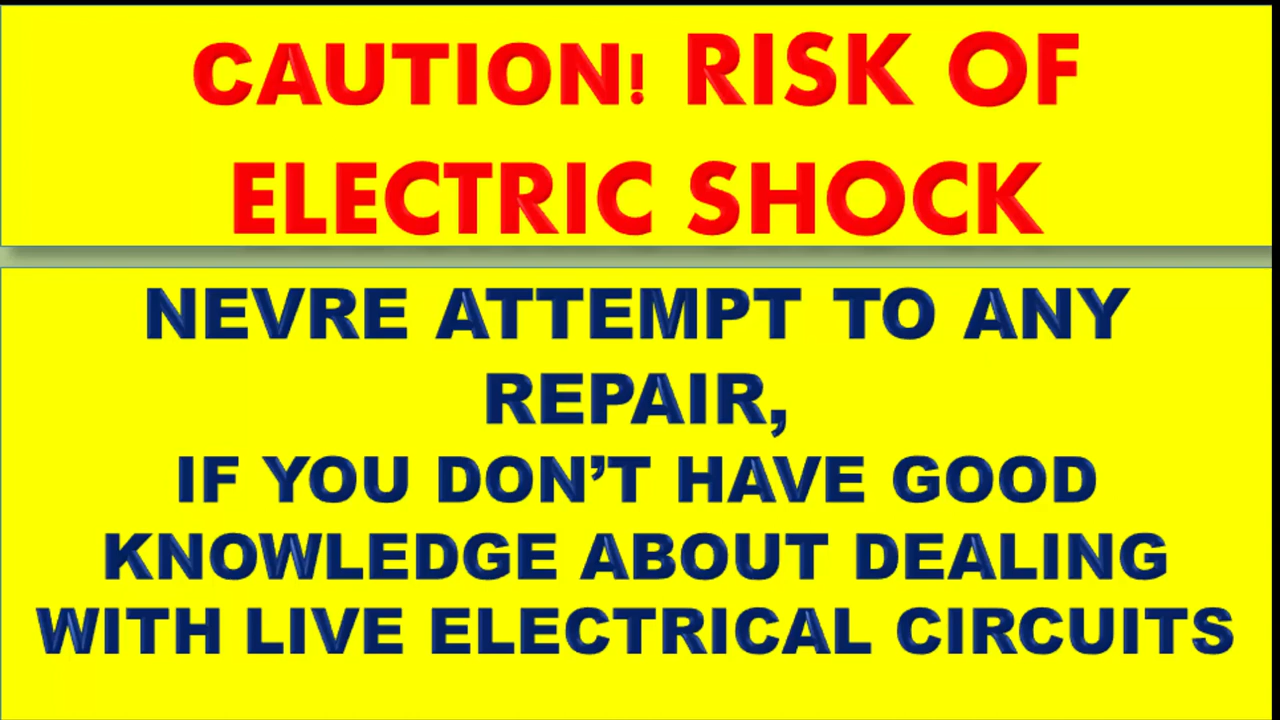 CAUTION! RISK OF
ELECTRIC SHOCK
NEVRE ATTEMPT TO ANY
REPAIR,
IF YOU DON’T HAVE GOOD
KNOWLEDGE ABOUT DEALING
WITH LIVE ELECTRICAL CIRCUITS